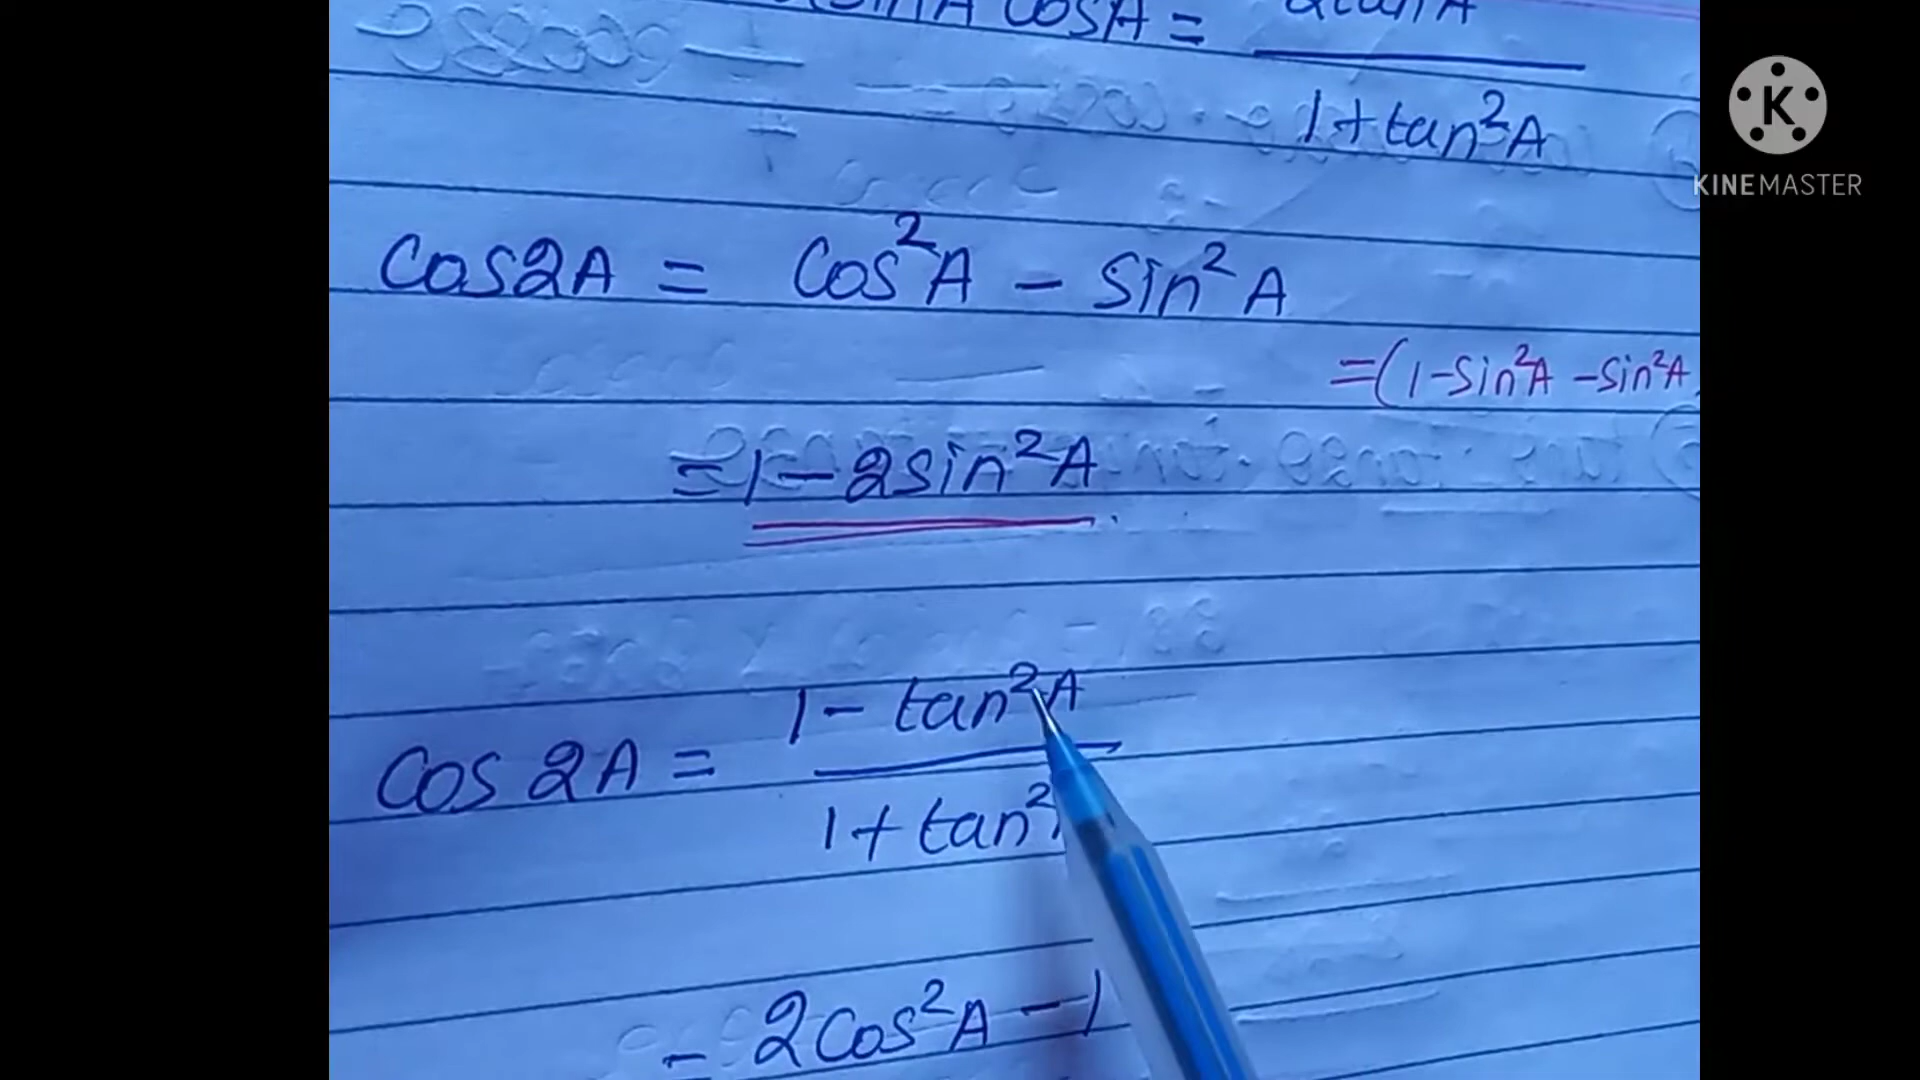 sinA cosA = 2tanA
1+tan²A
K
KINEMASTER
Cos2A = Cos²A - Sin²A
=(1-Sin²A -Sin²A
=1-2sin²A
Cos 2A = 1 - tan²A
1+ tan²
2Cos²A -1